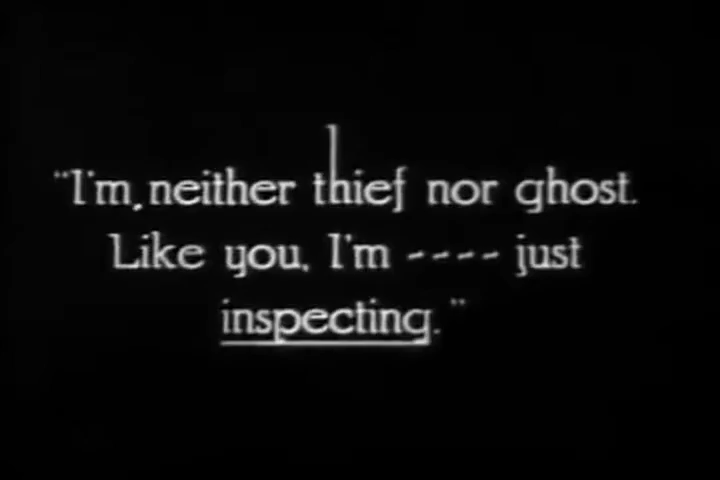 "I'm, neither thief nor ghost.
Like you, I'm ---- just
inspecting."